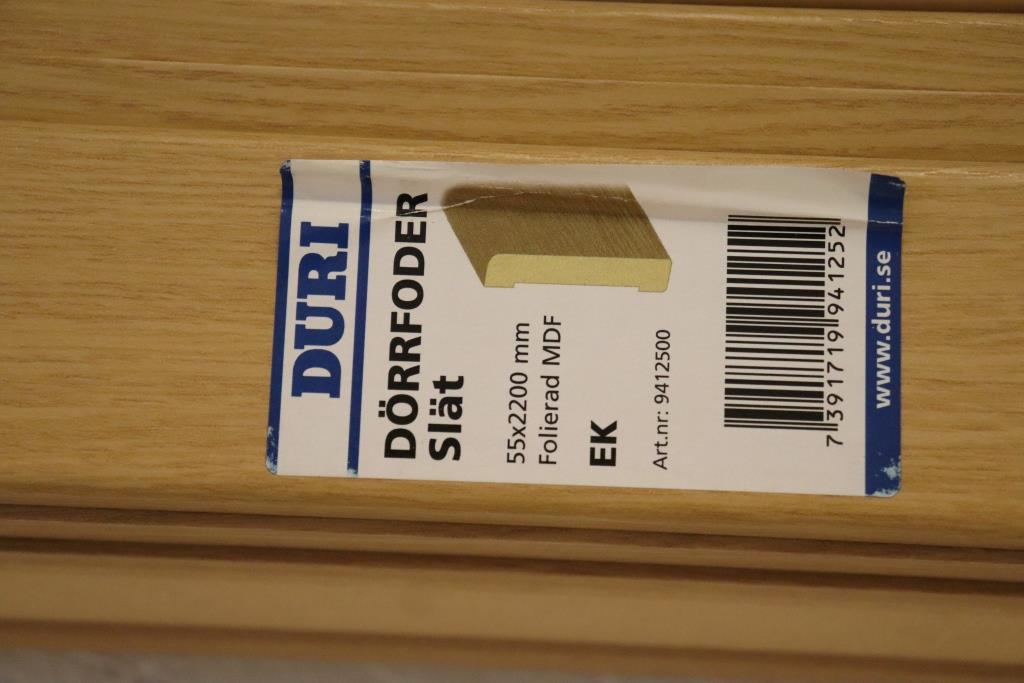 DURI
DÖRRFODER
Slät
55x2200 mm
Folierad MDF
EK
Art.nr: 9412500
7 391719 941252
www.duri.se